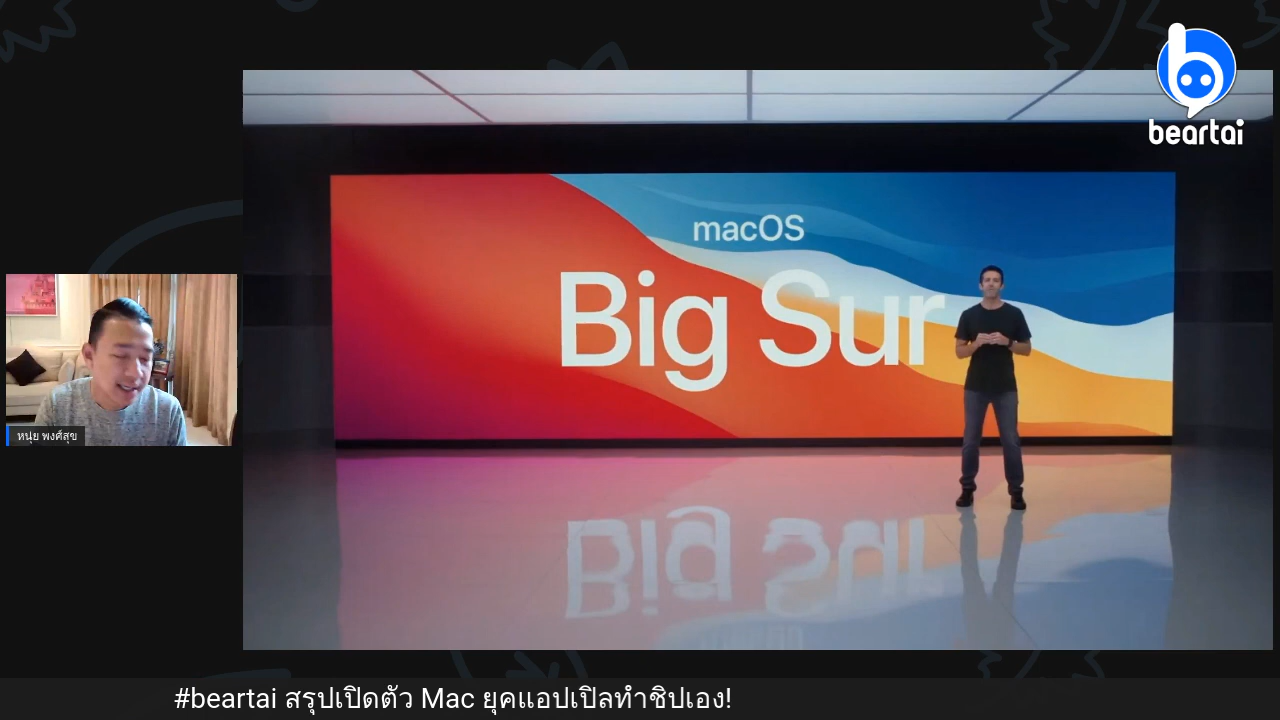 beartai
macOS
Big Sur
หนุ่ย พงศ์สุข
#beartai สรุปเปิดตัว Mac ยุคแอปเปิลทำชิปเอง!